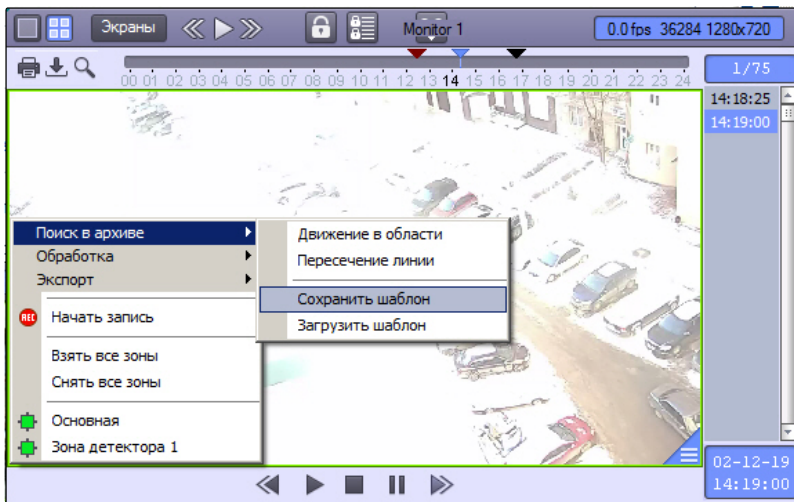 Экраны
Monitor 1
0.0 fps 36284 1280x720
00 01 02 03 04 05 06 07 08 09 10 11 12 13 14 15 16 17 18 19 20 21 22 23 24
1/75
14:18:25
14:19:00
Поиск в архиве
Обработка
Экспорт
REC Начать запись
Взять все зоны
Снять все зоны
Основная
Зона детектора 1
Движение в области
Пересечение линии
Сохранить шаблон
Загрузить шаблон
02-12-19
14:19:00